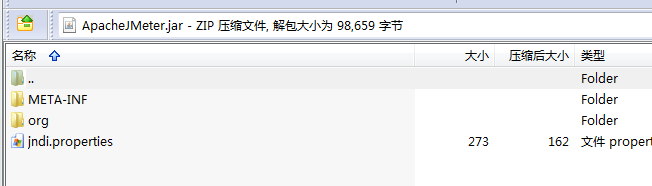 ApacheJMeter.jar - ZIP 压缩文件, 解包大小为 98,659 字节
名称 大小 压缩后大小 类型
.. Folder
META-INF Folder
org Folder
jndi.properties 273 162 文件 proper